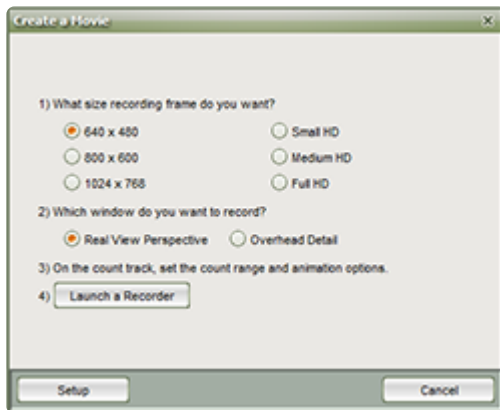 Create a Movie
1) What size recording frame do you want?
640 x 480 Small HD
800 x 600 Medium HD
1024 x 768 Full HD
2) Which window do you want to record?
Real View Perspective Overhead Detail
3) On the count track, set the count range and animation options.
4) Launch a Recorder
Setup Cancel